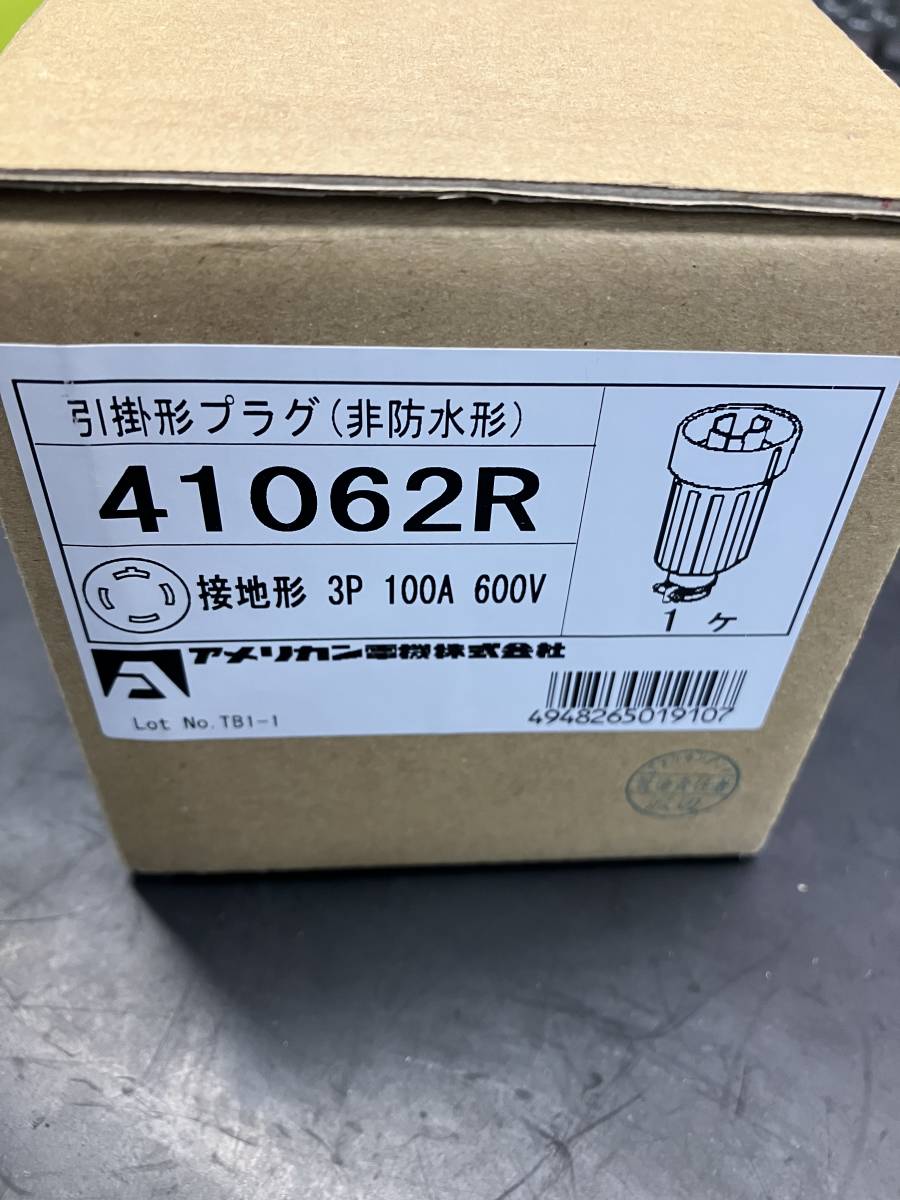 引掛形プラグ(非防水形)
41062R
接地形 3P 100A 600V
1 ケ
アメリカン電機株式会社
Lot No.TB1-1
4948265019107